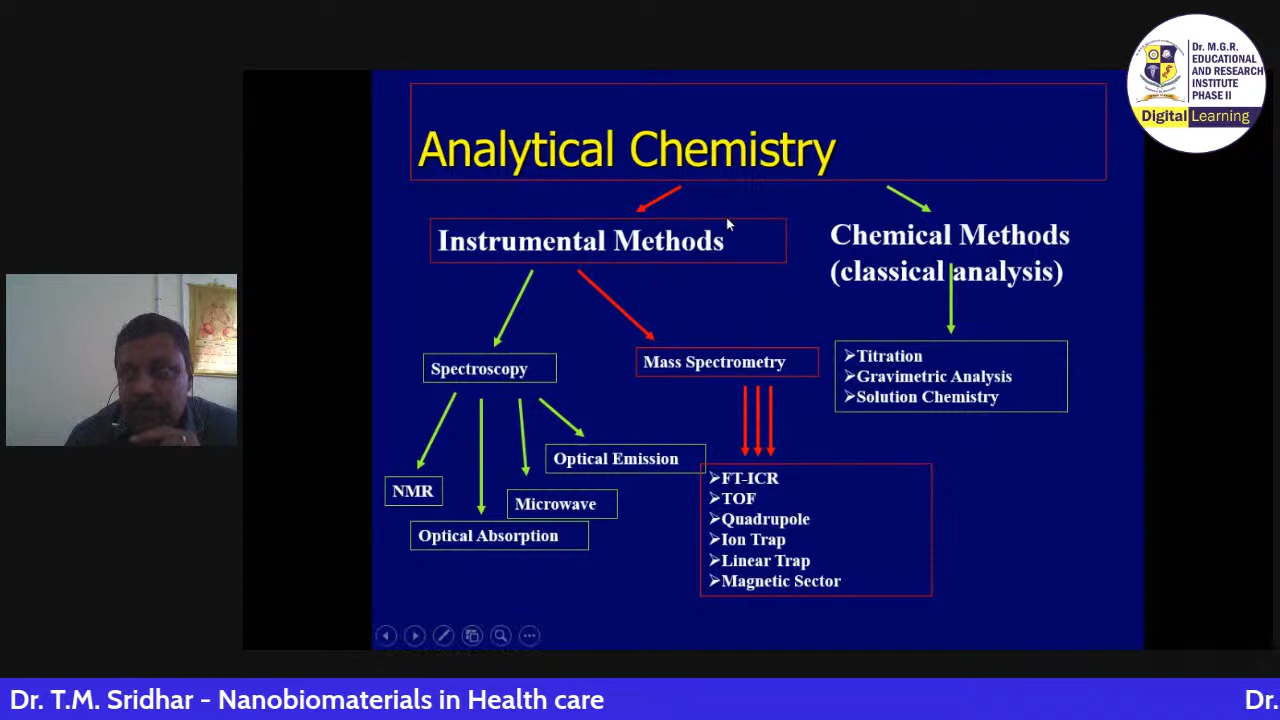 Dr. M.G.R.
EDUCATIONAL
AND RESEARCH
INSTITUTE
PHASE II
Digital Learning
Analytical Chemistry
Instrumental Methods
Chemical Methods
(classical analysis)
Spectroscopy
Mass Spectrometry
➢Titration
➢Gravimetric Analysis
➢Solution Chemistry
Optical Emission
NMR
Microwave
Optical Absorption
➢FT-ICR
➢TOF
➢Quadrupole
➢Ion Trap
➢Linear Trap
➢Magnetic Sector
Dr. T.M. Sridhar - Nanobiomaterials in Health care
Dr.